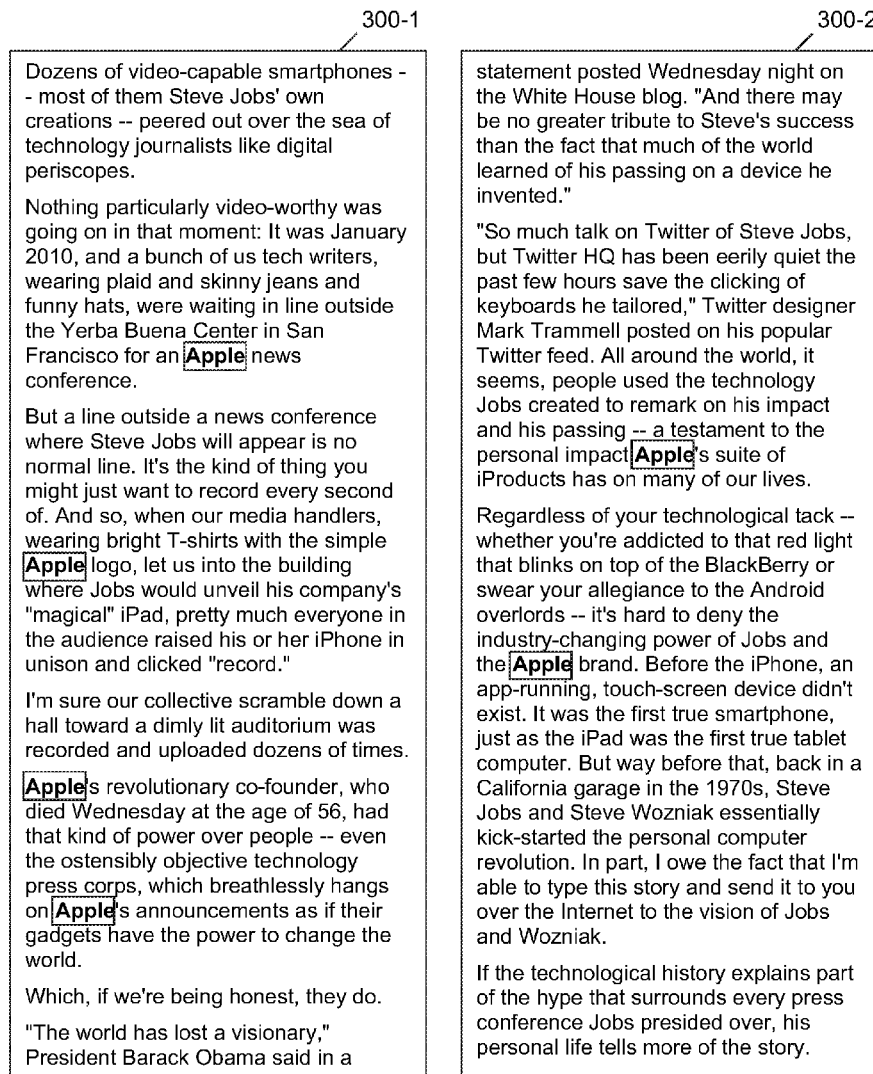 300-1
Dozens of video-capable smartphones -
- most of them Steve Jobs' own
creations -- peered out over the sea of
technology journalists like digital
periscopes.
Nothing particularly video-worthy was
going on in that moment: It was January
2010, and a bunch of us tech writers,
wearing plaid and skinny jeans and
funny hats, were waiting in line outside
the Yerba Buena Center in San
Francisco for an Apple news
conference.
But a line outside a news conference
where Steve Jobs will appear is no
normal line. It's the kind of thing you
might just want to record every second
of. And so, when our media handlers,
wearing bright T-shirts with the simple
Apple logo, let us into the building
where Jobs would unveil his company's
"magical" iPad, pretty much everyone in
the audience raised his or her iPhone in
unison and clicked "record."
I'm sure our collective scramble down a
hall toward a dimly lit auditorium was
recorded and uploaded dozens of times.
Apple's revolutionary co-founder, who
died Wednesday at the age of 56, had
that kind of power over people -- even
the ostensibly objective technology
press corps, which breathlessly hangs
on Apple's announcements as if their
gadgets have the power to change the
world.
Which, if we're being honest, they do.
"The world has lost a visionary,"
President Barack Obama said in a
300-2
statement posted Wednesday night on
the White House blog. "And there may
be no greater tribute to Steve's success
than the fact that much of the world
learned of his passing on a device he
invented."
"So much talk on Twitter of Steve Jobs,
but Twitter HQ has been eerily quiet the
past few hours save the clicking of
keyboards he tailored," Twitter designer
Mark Trammell posted on his popular
Twitter feed. All around the world, it
seems, people used the technology
Jobs created to remark on his impact
and his passing -- a testament to the
personal impact Apple's suite of
iProducts has on many of our lives.
Regardless of your technological tack --
whether you're addicted to that red light
that blinks on top of the BlackBerry or
swear your allegiance to the Android
overlords -- it's hard to deny the
industry-changing power of Jobs and
the Apple brand. Before the iPhone, an
app-running, touch-screen device didn't
exist. It was the first true smartphone,
just as the iPad was the first true tablet
computer. But way before that, back in a
California garage in the 1970s, Steve
Jobs and Steve Wozniak essentially
kick-started the personal computer
revolution. In part, I owe the fact that I'm
able to type this story and send it to you
over the Internet to the vision of Jobs
and Wozniak.
If the technological history explains part
of the hype that surrounds every press
conference Jobs presided over, his
personal life tells more of the story.